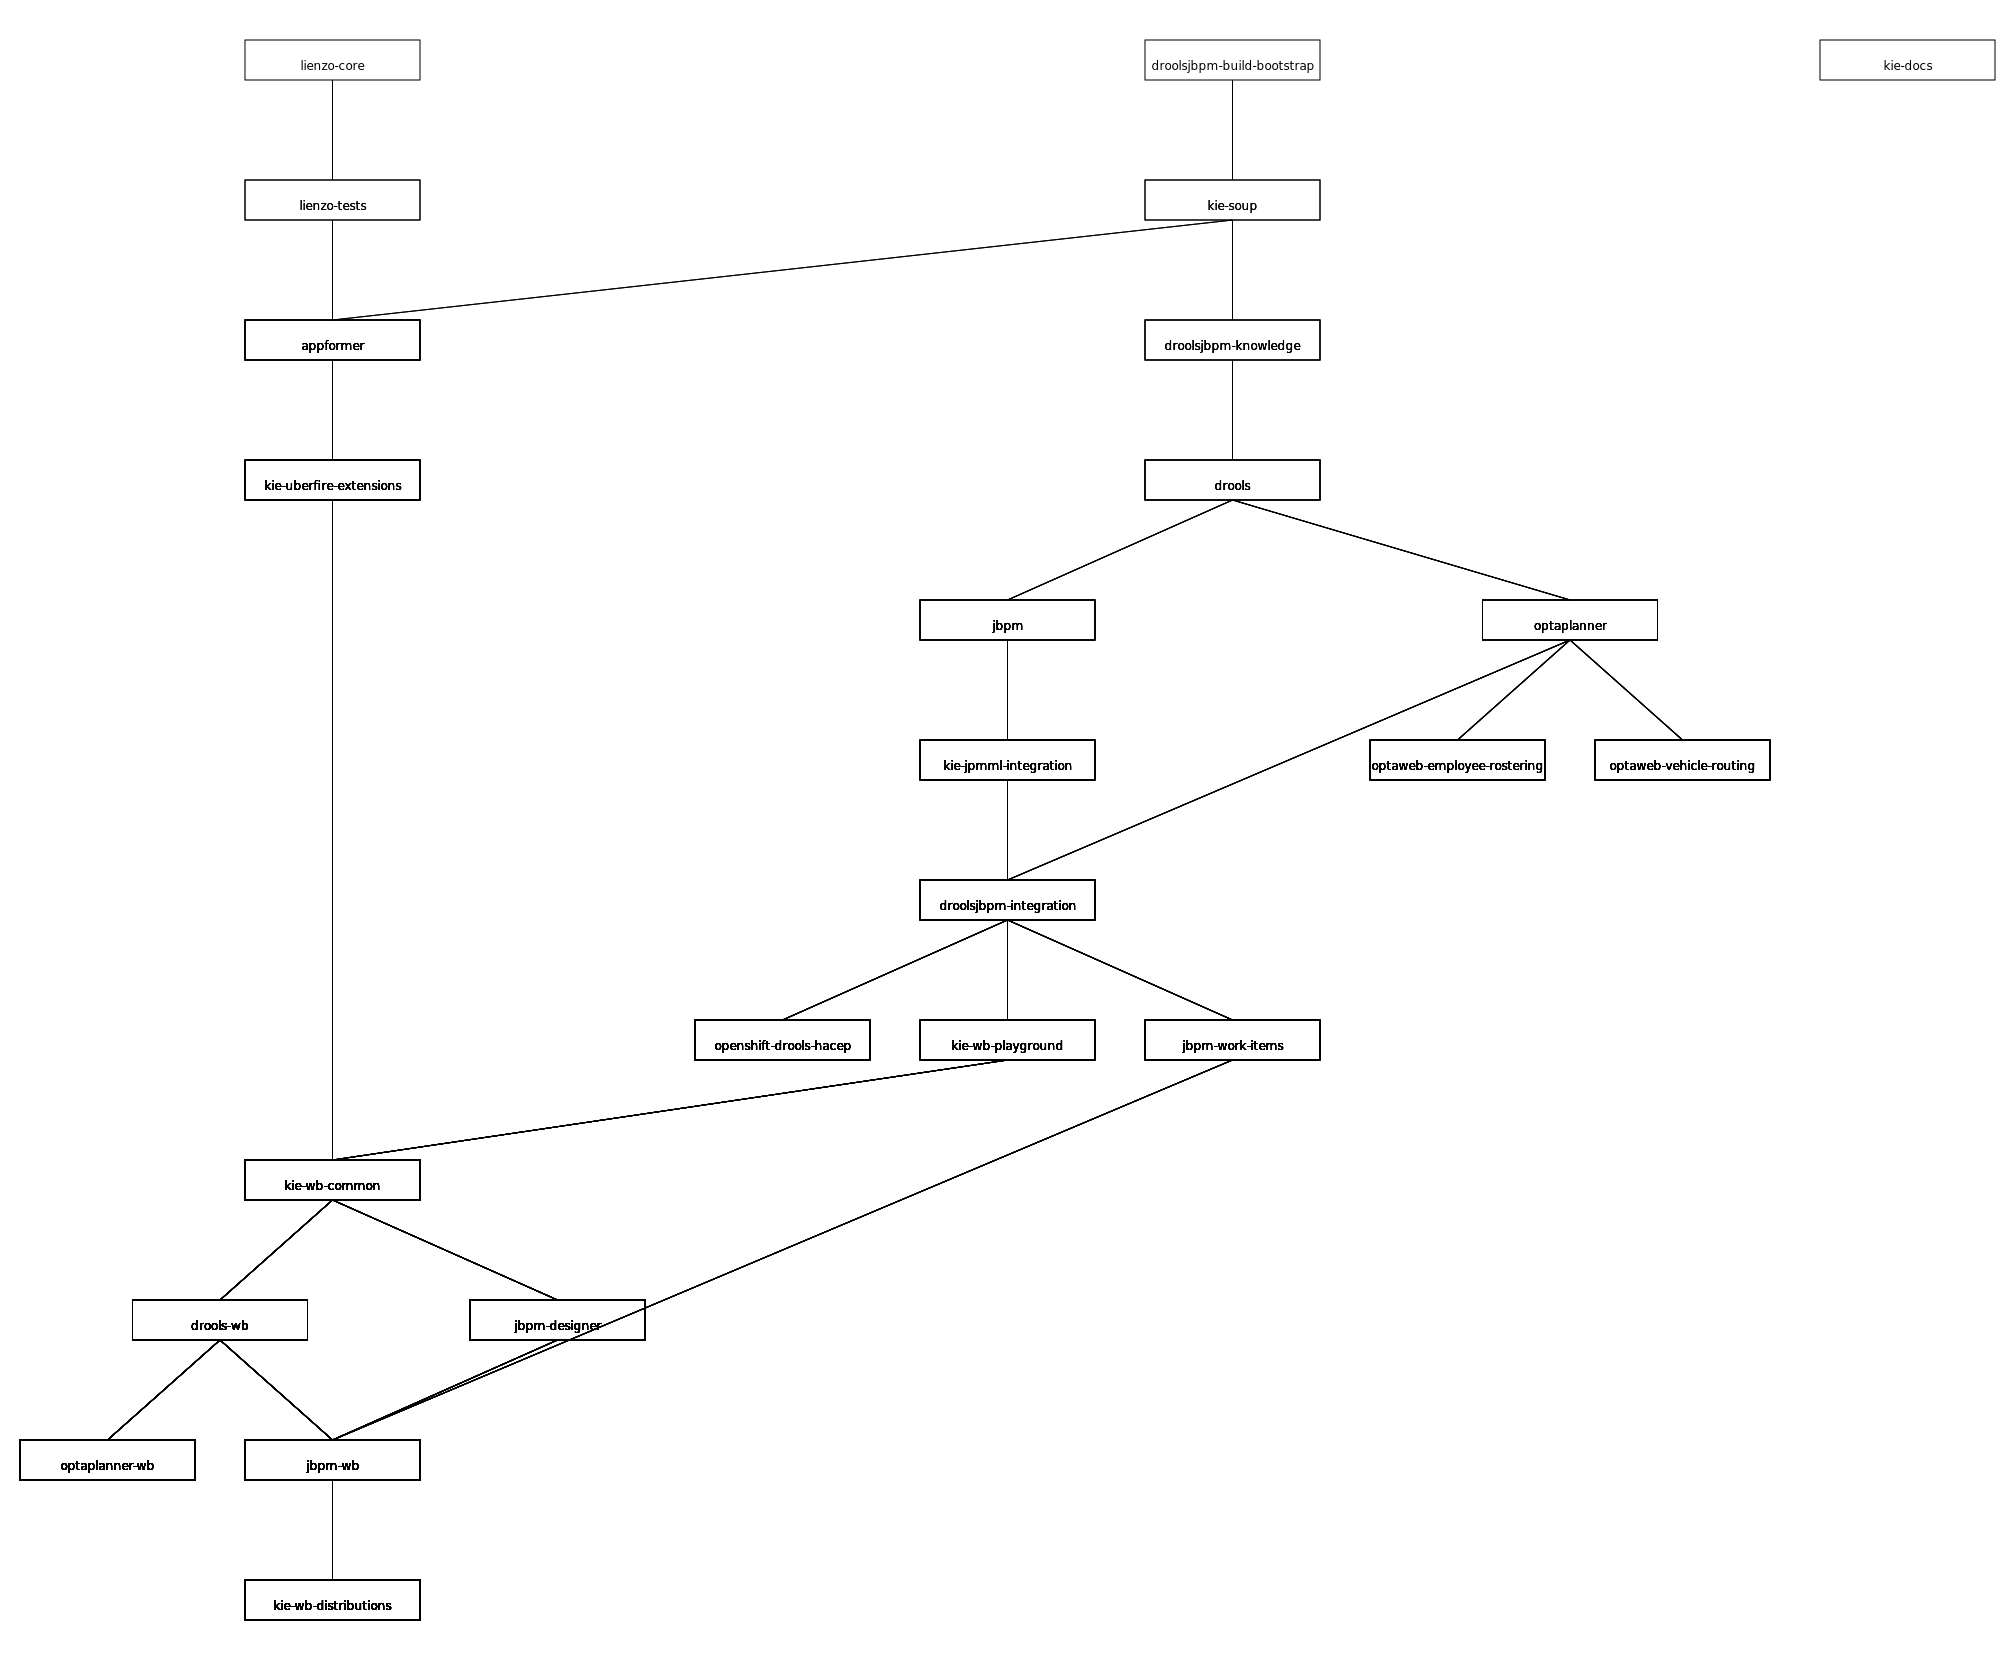 lienzo-core
droolsjbpm-build-bootstrap
kie-docs
lienzo-tests
kie-soup
appformer
droolsjbpm-knowledge
kie-uberfire-extensions
drools
jbpm
optaplanner
kie-jpmml-integration
optaweb-employee-rostering
optaweb-vehicle-routing
droolsjbpm-integration
openshift-drools-hacep
kie-wb-playground
jbpm-work-items
kie-wb-common
drools-wb
jbpm-designer
optaplanner-wb
jbpm-wb
kie-wb-distributions